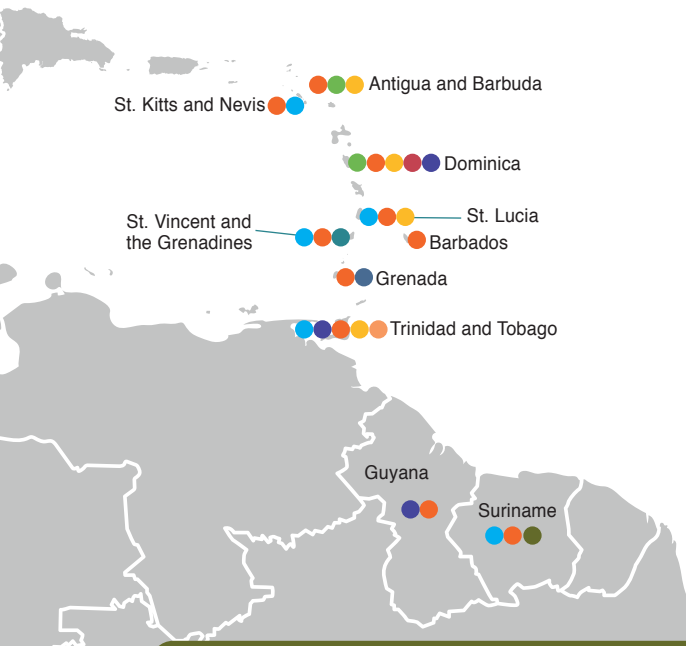 Antigua and Barbuda
St. Kitts and Nevis
Dominica
St. Lucia
St. Vincent and
the Grenadines
Barbados
Grenada
Trinidad and Tobago
Guyana
Suriname